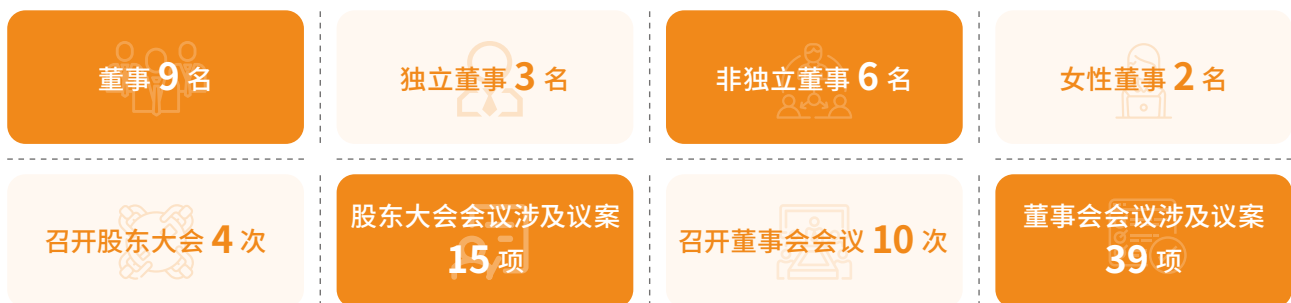 董事 9 名
独立董事 3 名
非独立董事 6 名
女性董事 2 名
召开股东大会 4 次
股东大会会议涉及议案
15 项
召开董事会会议 10 次
董事会会议涉及议案
39 项